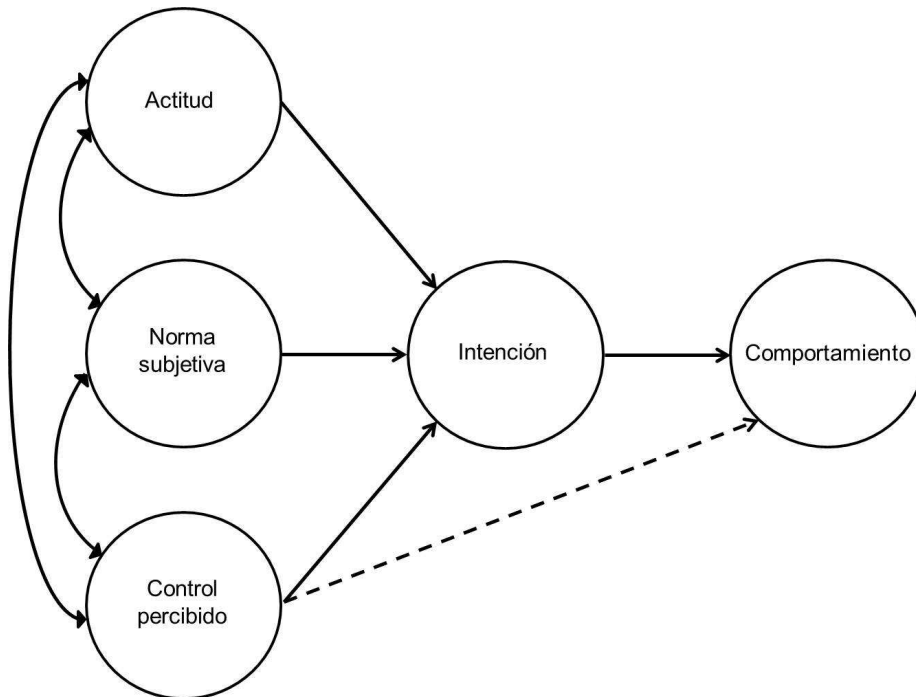 Actitud
Norma
subjetiva
Intención
Comportamiento
Control
percibido